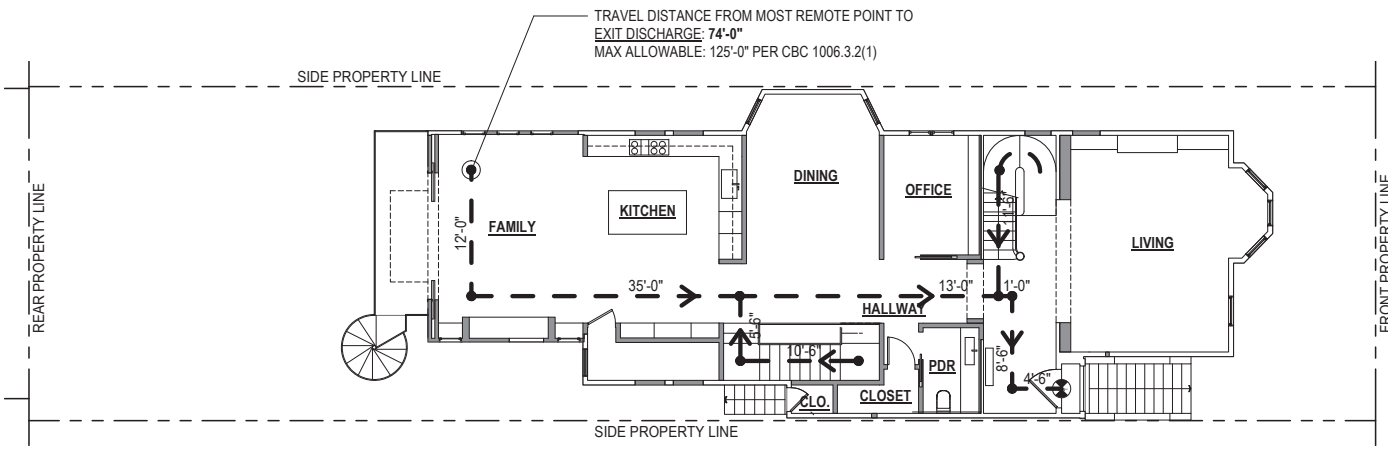 TRAVEL DISTANCE FROM MOST REMOTE POINT TO
EXIT DISCHARGE: 74'-0"
MAX ALLOWABLE: 125'-0" PER CBC 1006.3.2(1)
SIDE PROPERTY LINE
REAR PROPERTY LINE
FRONT PROPERTY LINE
DINING
OFFICE
KITCHEN
FAMILY
LIVING
12'-0"
35'-0"
13'-0"
1'-0"
HALLWAY
5'-6"
10'-6"
8'-6"
PDR
4'-6"
CLOSET
CLO.
SIDE PROPERTY LINE